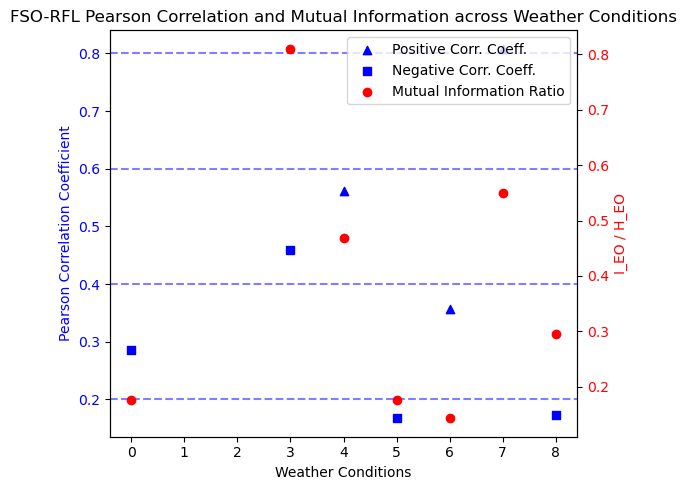 FSO-RFL Pearson Correlation and Mutual Information across Weather Conditions
Positive Corr. Coeff.
Negative Corr. Coeff.
Mutual Information Ratio
Pearson Correlation Coefficient
0.8
0.7
0.6
0.5
0.4
0.3
0.2
0.8
0.7
0.6
0.5
0.4
0.3
0.2
I_EO / H_EO
0 1 2 3 4 5 6 7 8
Weather Conditions